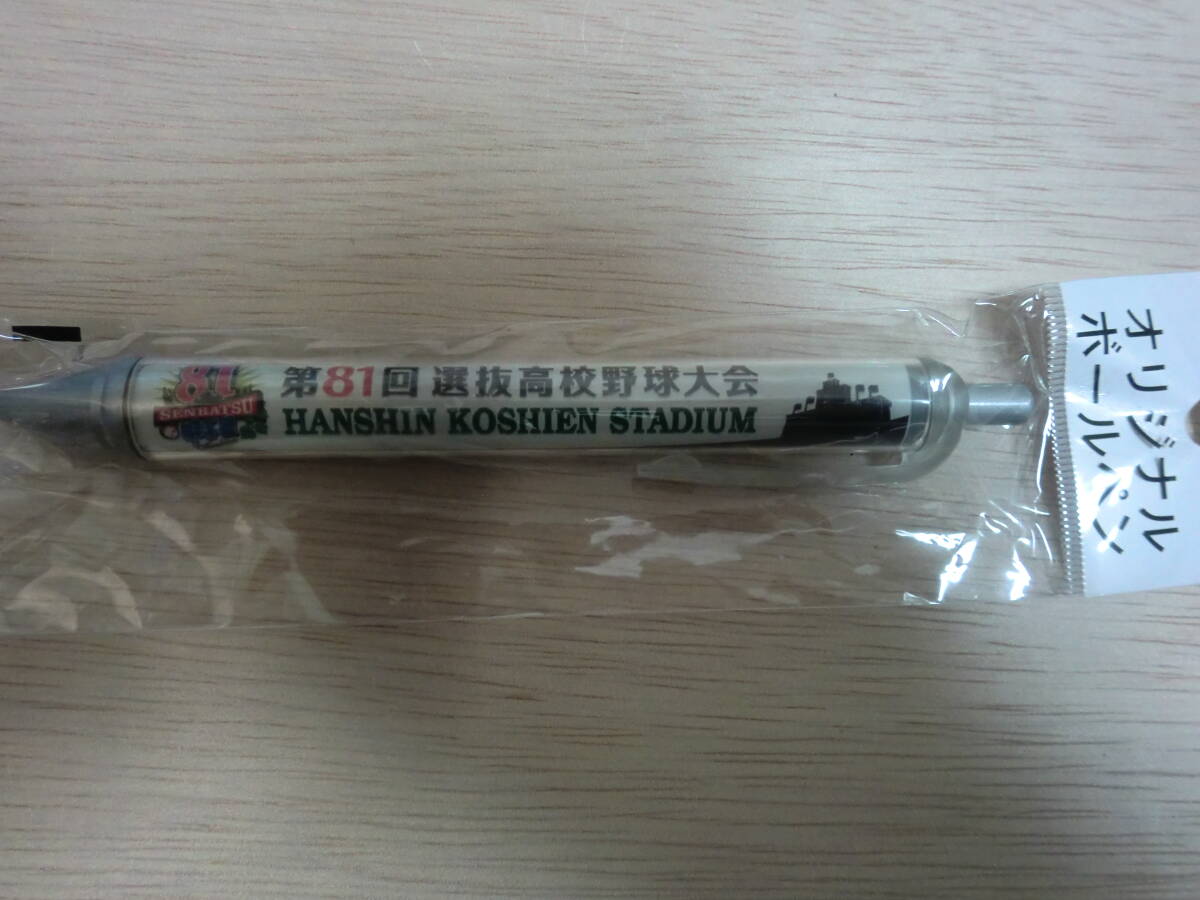 81
SENBATSU
第81回 選抜高校野球大会
HANSHIN KOSHIEN STADIUM
オリジナル
ボールペン